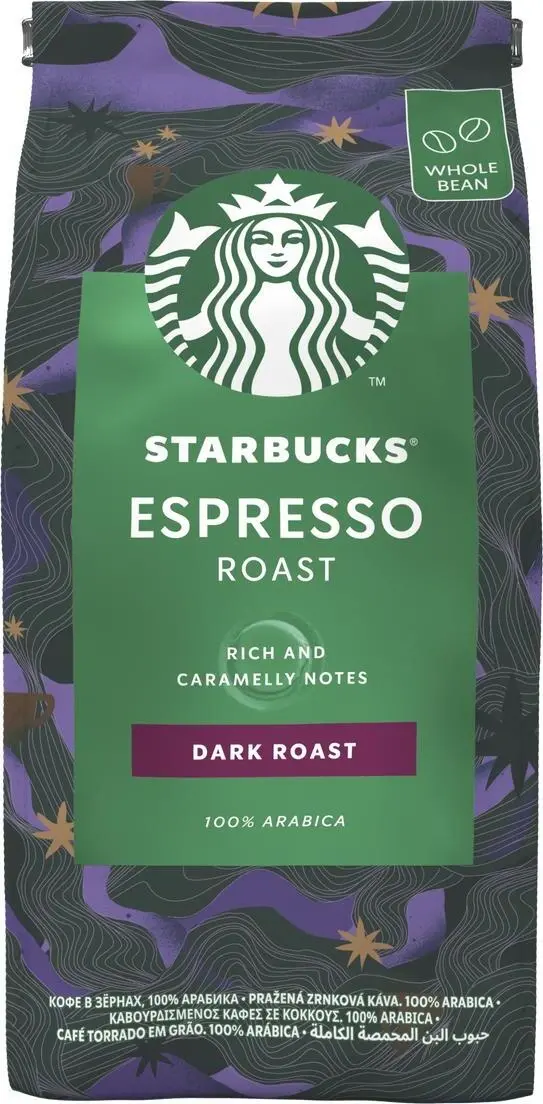 WHOLE
BEAN
TM
STARBUCKS®
ESPRESSO
ROAST
RICH AND
CARAMELLY NOTES
DARK ROAST
100% ARABICA
КОФЕ В ЗЁРНАХ, 100% АРАБИКА • PRAŽENÁ ZRNKOVÁ KÁVA. 100% ARABICA •
ΚΑΒΟΥΡΔΙΣΜΕΝΟΣ ΚΑΦΕΣ ΣΕ ΚΟΚΚΟΥΣ, 100% ARABICA •
CAFÉ TORRADO EM GRÃO. 100% ARÁBICA • حبوب البن المحمصة الكاملة